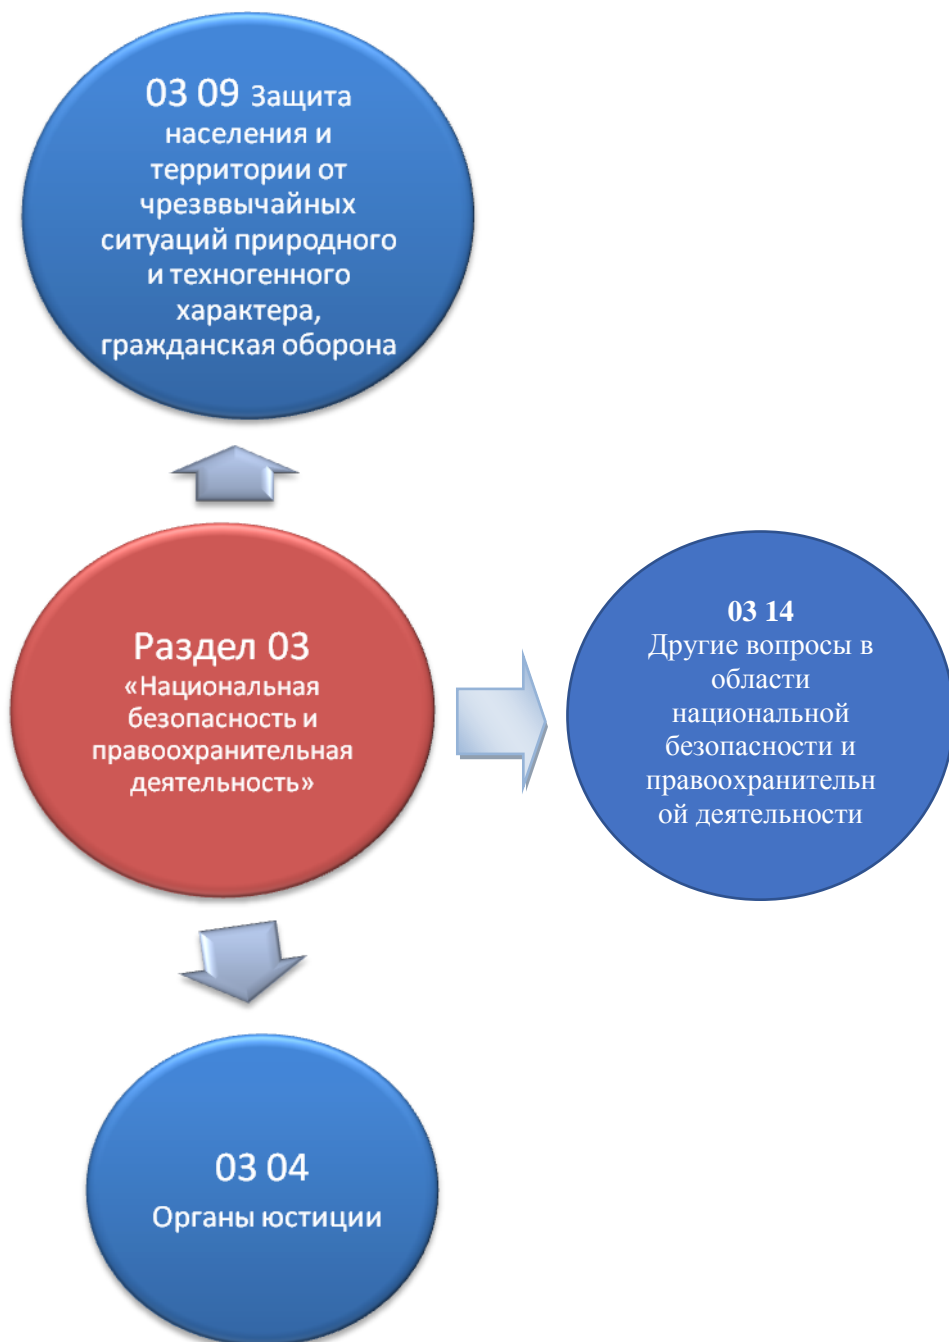 03 09 Защита
населения и
территории от
чрезввычайных
ситуаций природного
и техногенного
характера,
гражданская оборона
Раздел 03
«Национальная
безопасность и
правоохранительная
деятельность»
03 14
Другие вопросы в
области
национальной
безопасности и
правоохранительн
ой деятельности
03 04
Органы юстиции